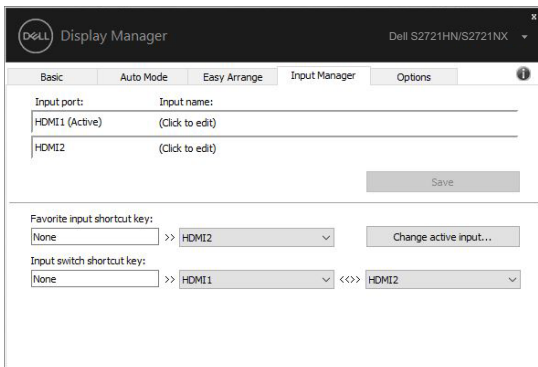 x
DELL Display Manager Dell S2721HN/S2721NX
Basic Auto Mode Easy Arrange Input Manager Options i
Input port: Input name:
HDMI1 (Active) (Click to edit)
HDMI2 (Click to edit)
Save
Favorite input shortcut key:
None >> HDMI2 Change active input...
Input switch shortcut key:
None >> HDMI1 <<>> HDMI2